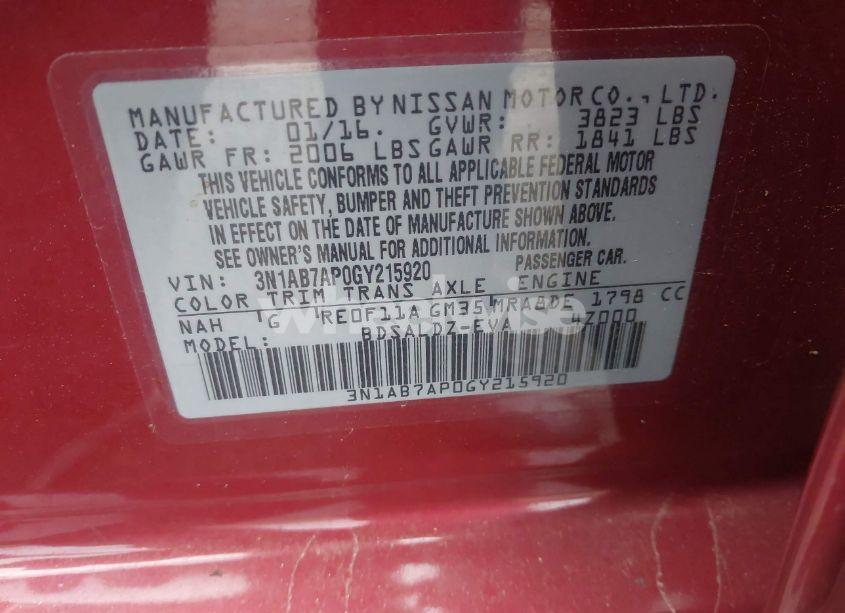 MANUFACTURED BY NISSAN MOTOR CO., LTD.
DATE: 01/16. GVWR: 3823 LBS
GAWR FR: 2006 LBS GAWR RR: 1841 LBS
THIS VEHICLE CONFORMS TO ALL APPLICABLE FEDERAL MOTOR
VEHICLE SAFETY, BUMPER AND THEFT PREVENTION STANDARDS
IN EFFECT ON THE DATE OF MANUFACTURE SHOWN ABOVE.
SEE OWNER'S MANUAL FOR ADDITIONAL INFORMATION.
PASSENGER CAR.
VIN: 3N1AB7AP0GY215920
COLOR TRIM TRANS AXLE ENGINE
NAH G RE0F11A GM35 MRA8DE 1798 CC
MODEL: BDSALDZ-EVA 4Z000
3N1AB7AP0GY215920